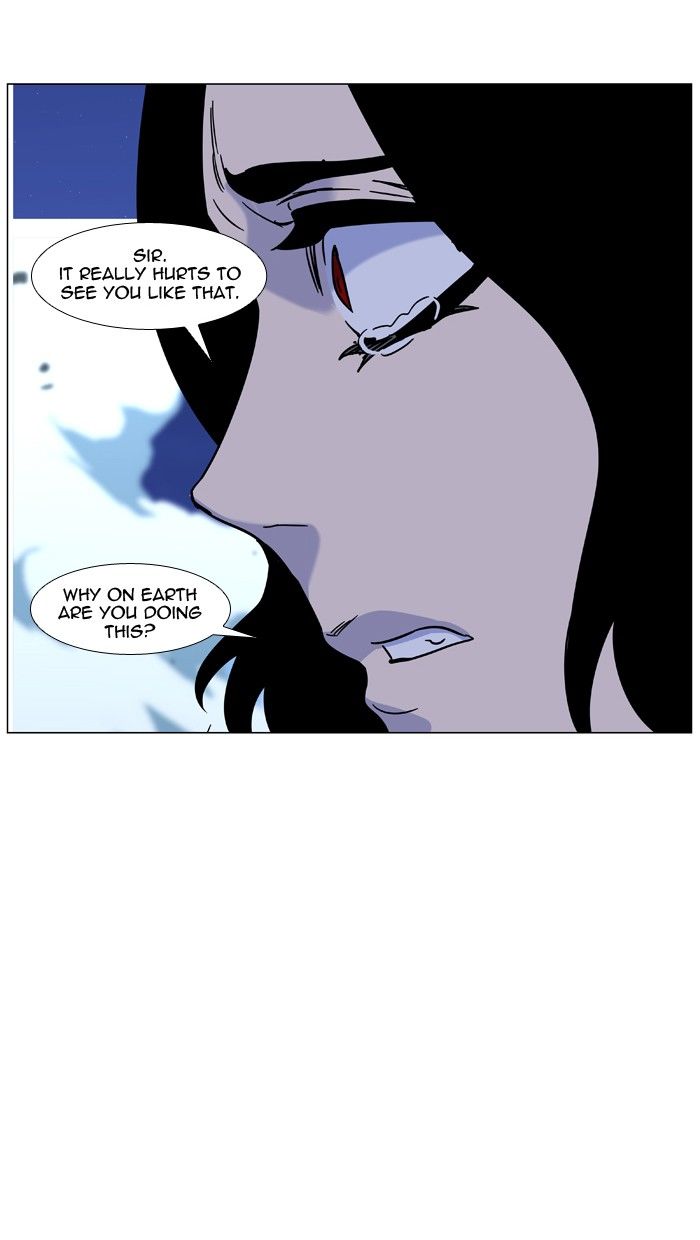 SIR.
IT REALLY HURTS TO
SEE YOU LIKE THAT.
WHY ON EARTH
ARE YOU DOING
THIS?